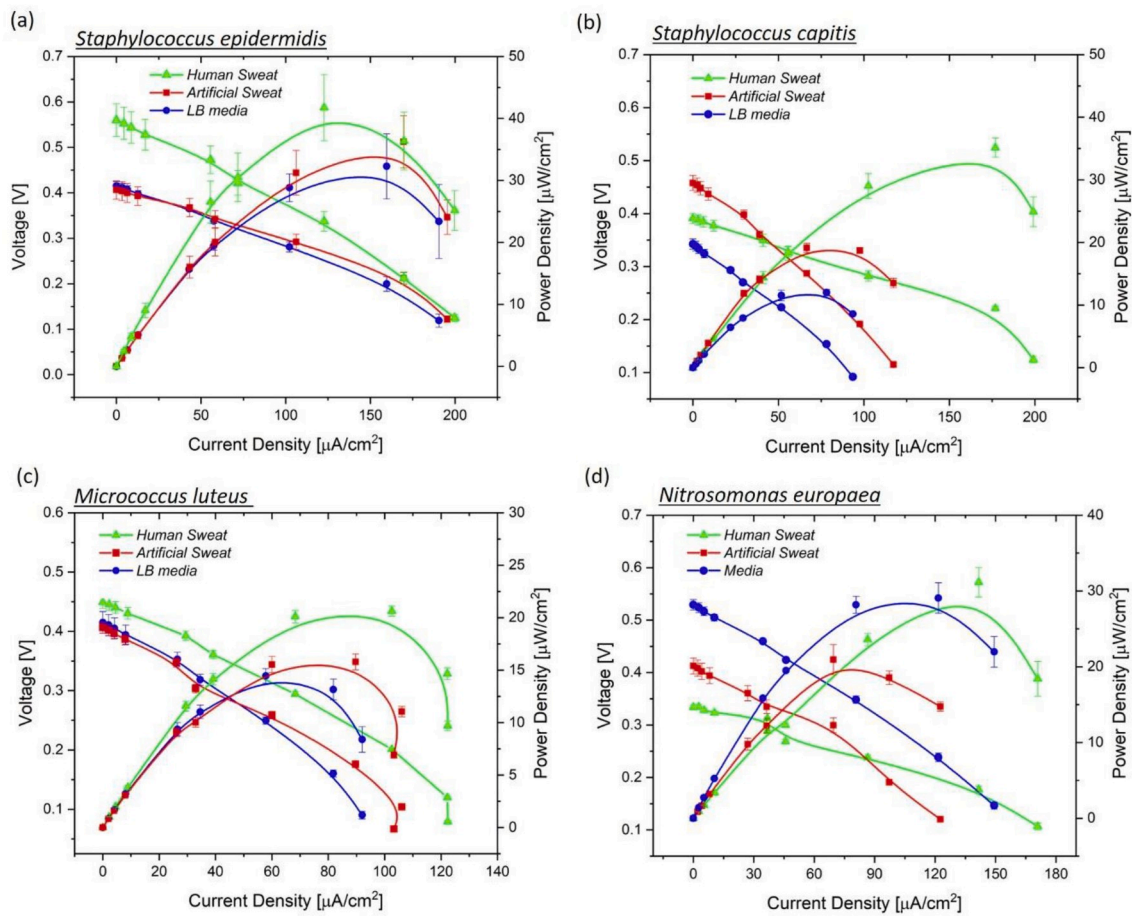 (a)
Staphylococcus epidermidis
0.7
0.6
0.5
0.4
0.3
0.2
0.1
0.0
Voltage [V]
Human Sweat
Artificial Sweat
LB media
50
40
30
20
10
0
Power Density [µW/cm²]
0 50 100 150 200
Current Density [µA/cm²]
(b)
Staphylococcus capitis
0.7
0.6
0.5
0.4
0.3
0.2
0.1
Voltage [V]
Human Sweat
Artificial Sweat
LB media
50
40
30
20
10
0
Power Density [µW/cm²]
0 50 100 150 200
Current Density [µA/cm²]
(c)
Micrococcus luteus
0.6
0.5
0.4
0.3
0.2
0.1
Voltage [V]
Human Sweat
Artificial Sweat
LB media
30
25
20
15
10
5
0
Power Density [µW/cm²]
0 20 40 60 80 100 120 140
Current Density [µA/cm²]
(d)
Nitrosomonas europaea
0.7
0.6
0.5
0.4
0.3
0.2
0.1
Voltage [V]
Human Sweat
Artificial Sweat
Media
40
30
20
10
0
Power Density [µW/cm²]
0 30 60 90 120 150 180
Current Density [µA/cm²]